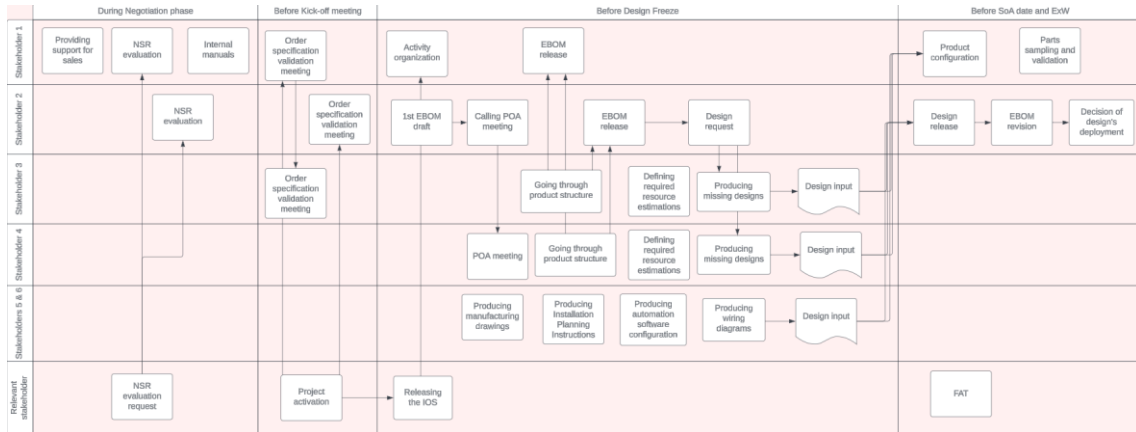 During Negotiation phase
Before Kick-off meeting
Before Design Freeze
Before SoA date and ExW
Stakeholder 1
Providing
support for
sales
NSR
evaluation
Internal
manuals
Order
specification
validation
meeting
Activity
organization
EBOM
release
Product
configuration
Parts
sampling and
validation
Stakeholder 2
NSR
evaluation
Order
specification
validation
meeting
1st EBOM
draft
Calling POA
meeting
EBOM
release
Design
request
Design
release
EBOM
revision
Decision of
design's
deployment
Stakeholder 3
Order
specification
validation
meeting
Going through
product structure
Defining
required
resource
estimations
Producing
missing designs
Design input
Stakeholder 4
POA meeting
Going through
product structure
Defining
required
resource
estimations
Producing
missing designs
Design input
Stakeholders 5 & 6
Producing
manufacturing
drawings
Producing
Installation
Planning
Instructions
Producing
automation
software
configuration
Producing
wiring
diagrams
Design input
Relevant
stakeholder
NSR
evaluation
request
Project
activation
Releasing
the IOS
FAT